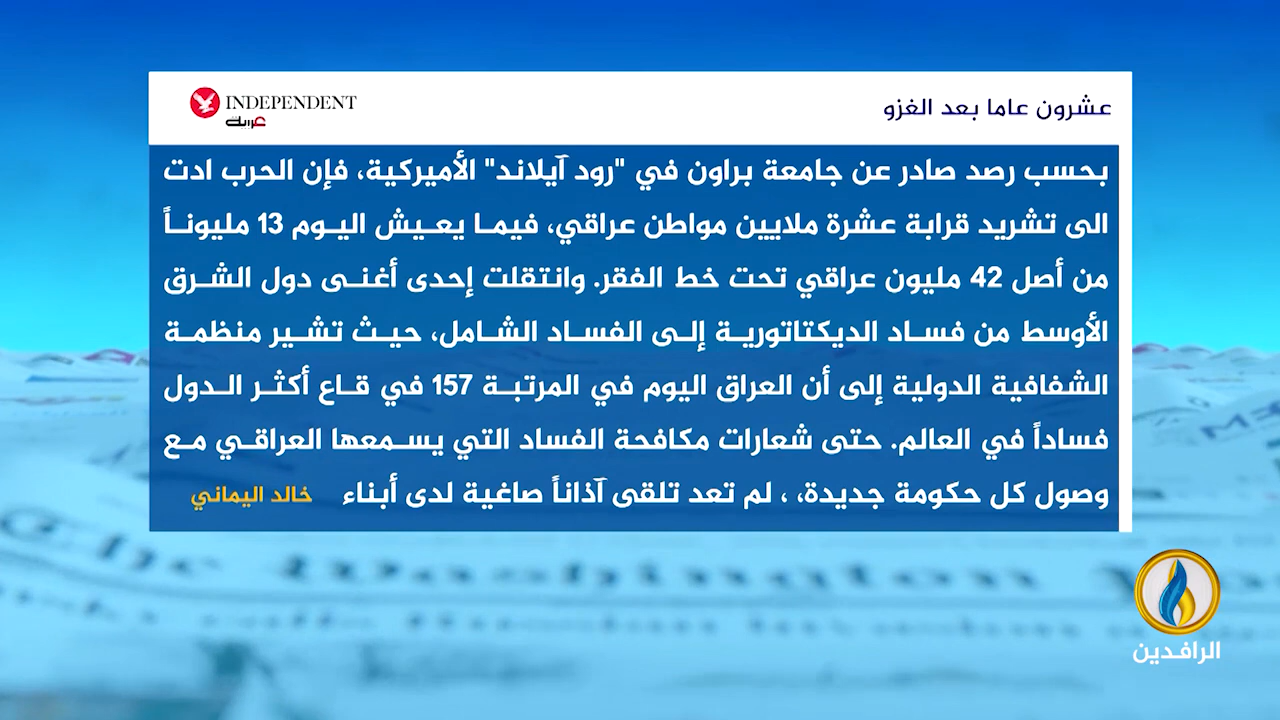 INDEPENDENT
عربية
عشرون عاما بعد الغزو
بحسب رصد صادر عن جامعة براون في "رود آيلاند" الأميركية، فإن الحرب ادت
الى تشريد قرابة عشرة ملايين مواطن عراقي، فيما يعيش اليوم 13 مليوناً
من أصل 42 مليون عراقي تحت خط الفقر. وانتقلت إحدى أغنى دول الشرق
الأوسط من فساد الديكتاتورية إلى الفساد الشامل، حيث تشير منظمة
الشفافية الدولية إلى أن العراق اليوم في المرتبة 157 في قاع أكثر الدول
فساداً في العالم. حتى شعارات مكافحة الفساد التي يسمعها العراقي مع
وصول كل حكومة جديدة، ، لم تعد تلقى آذاناً صاغية لدى أبناء
خالد اليماني
The Washington
الرافدين